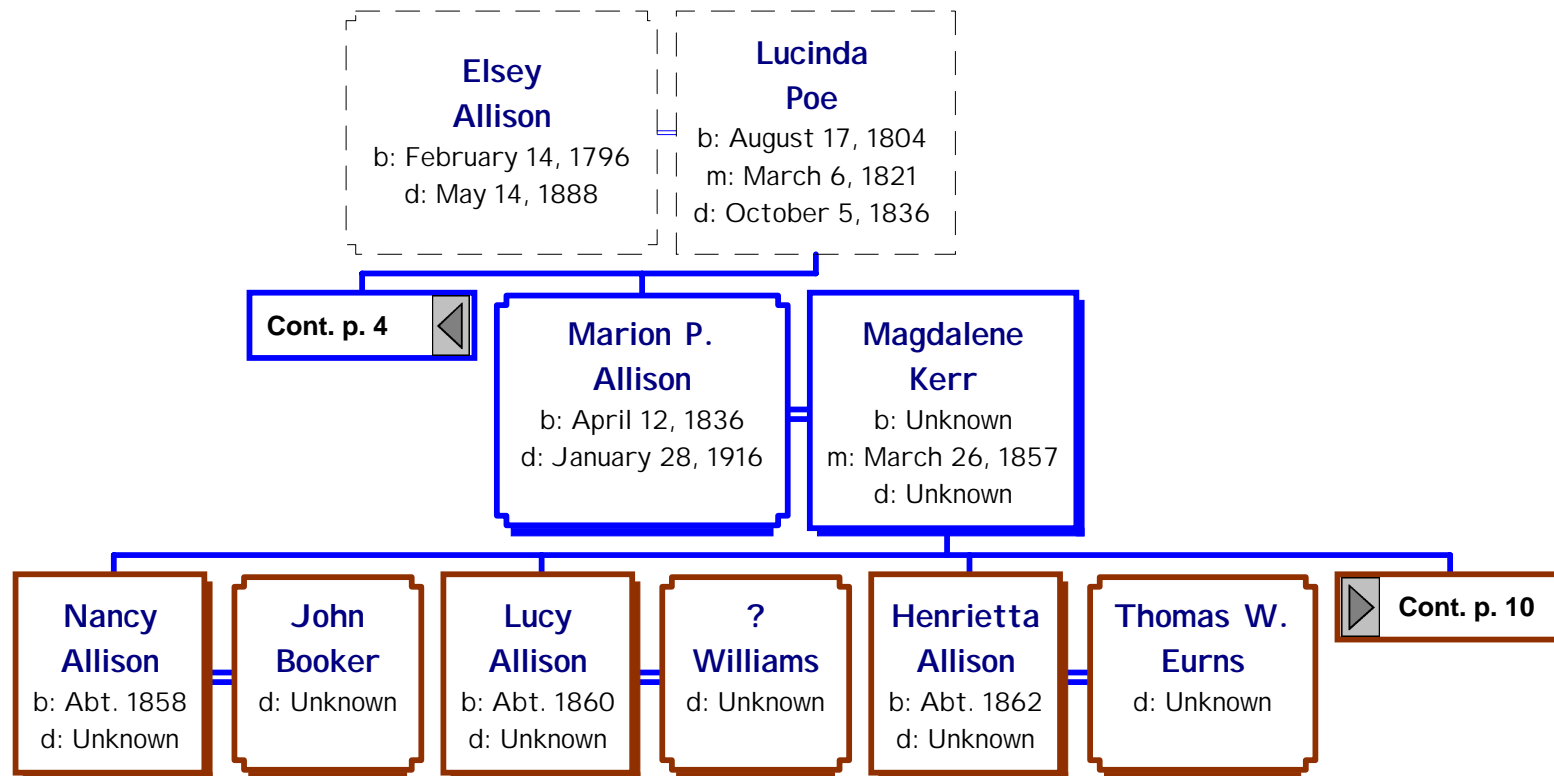 Elsey
Allison
b: February 14, 1796
d: May 14, 1888
Lucinda
Poe
b: August 17, 1804
m: March 6, 1821
d: October 5, 1836
Cont. p. 4
Marion P.
Allison
b: April 12, 1836
d: January 28, 1916
Magdalene
Kerr
b: Unknown
m: March 26, 1857
d: Unknown
Nancy
Allison
b: Abt. 1858
d: Unknown
John
Booker
d: Unknown
Lucy
Allison
b: Abt. 1860
d: Unknown
?
Williams
d: Unknown
Henrietta
Allison
b: Abt. 1862
d: Unknown
Thomas W.
Eurns
d: Unknown
Cont. p. 10